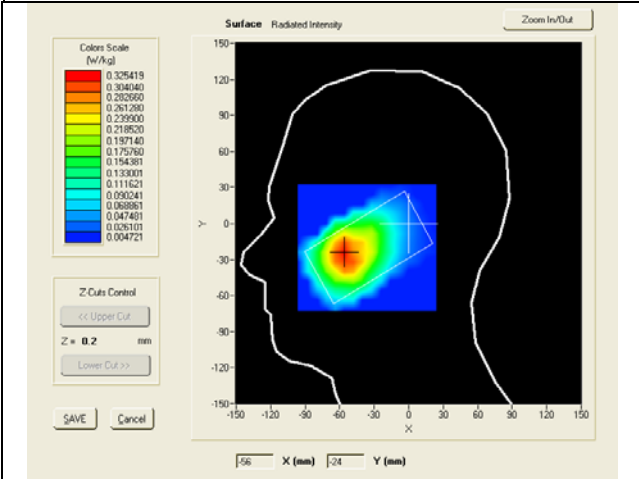 Surface Radiated Intensity
Zoom In/Out
Colors Scale
(W/kg)
0.325419
0.304040
0.282660
0.261280
0.239900
0.218520
0.197140
0.175760
0.154381
0.133001
0.111621
0.090241
0.068861
0.047481
0.026101
0.004721
Z-Cuts Control
<< Upper Cut
Z = 0.2 mm
Lower Cut >>
SAVE Cancel
150-
120-
90-
60-
30-
0-
-30-
-60-
-90-
-120-
-150-
Y
-150 -120 -90 -60 -30 0 30 60 90 120 150
X
-56 X (mm) -24 Y (mm)